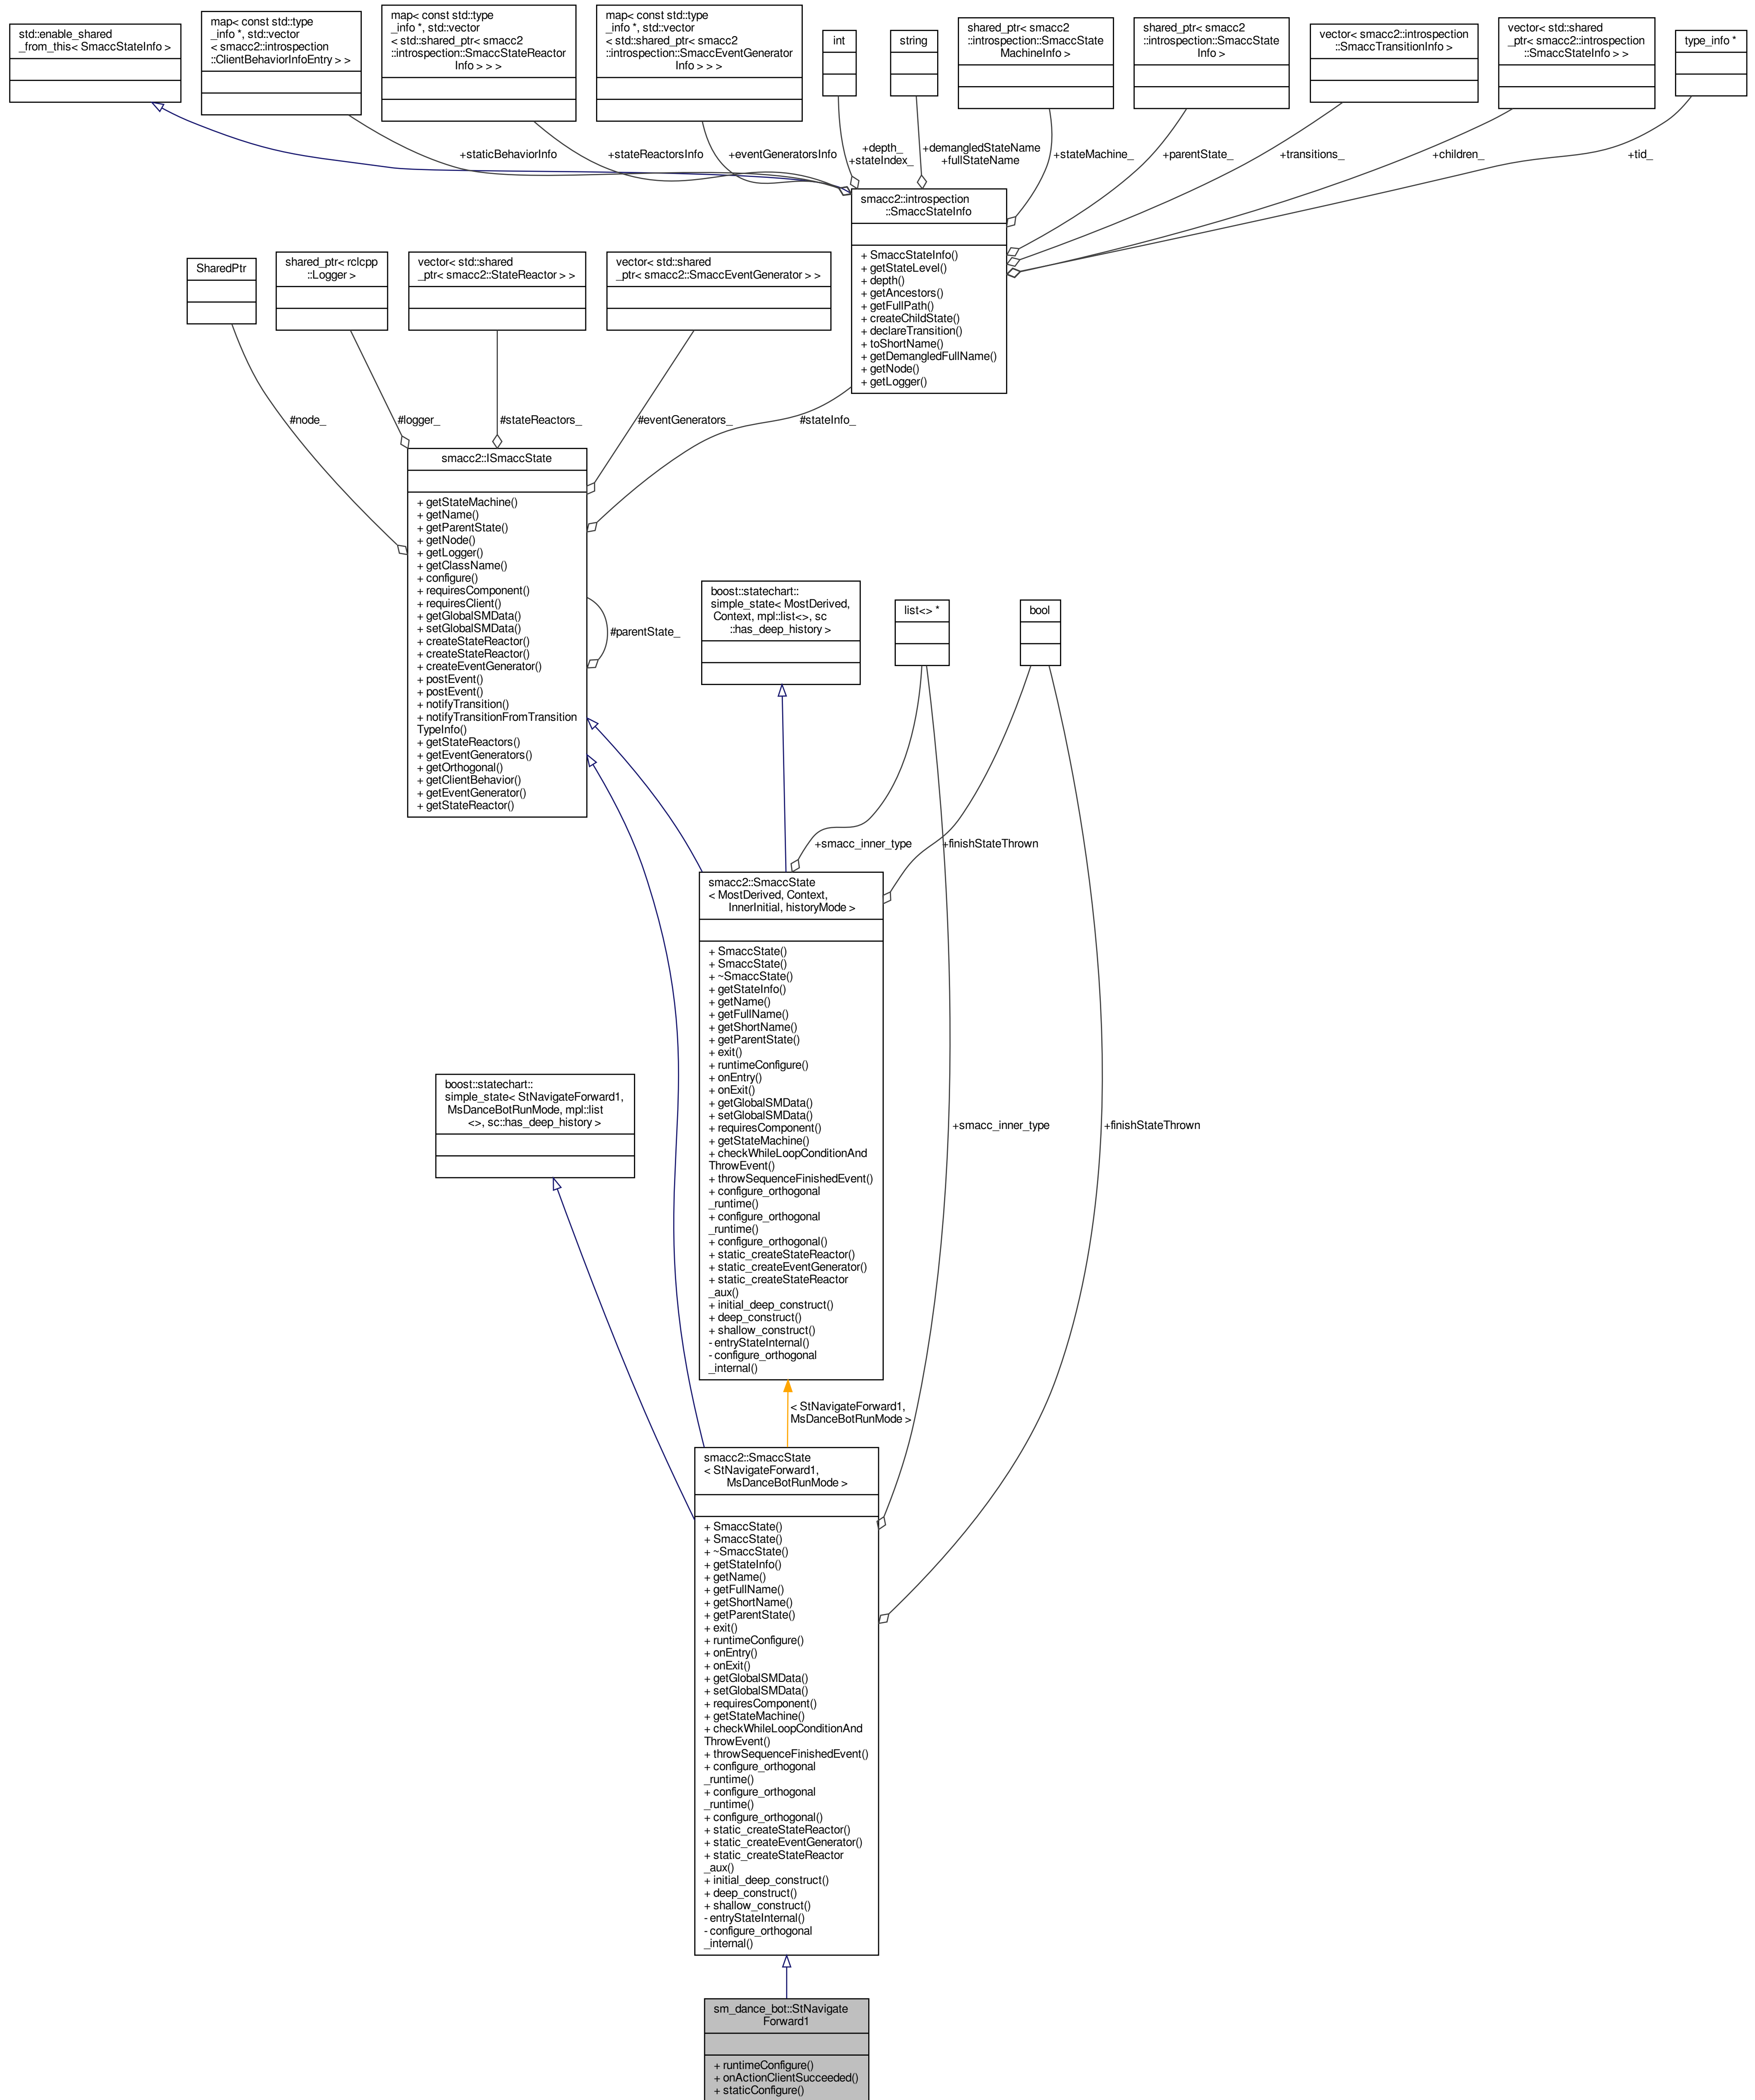 std::enable_shared
_from_this< SmaccStateInfo >
map< const std::type
_info *, std::vector
< smacc2::introspection
::ClientBehaviorInfoEntry > >
map< const std::type
_info *, std::vector
< std::shared_ptr< smacc2
::introspection::SmaccStateReactor
Info > > >
map< const std::type
_info *, std::vector
< std::shared_ptr< smacc2
::introspection::SmaccEventGenerator
Info > > >
int
string
shared_ptr< smacc2
::introspection::SmaccState
MachineInfo >
shared_ptr< smacc2
::introspection::SmaccState
Info >
vector< smacc2::introspection
::SmaccTransitionInfo >
vector< std::shared
_ptr< smacc2::introspection
::SmaccStateInfo > >
type_info *
+staticBehaviorInfo
+stateReactorsInfo
+eventGeneratorsInfo
+depth_
+stateIndex_
+demangledStateName
+fullStateName
+stateMachine_
+parentState_
+transitions_
+children_
+tid_
smacc2::introspection
::SmaccStateInfo
+ SmaccStateInfo()
+ getStateLevel()
+ depth()
+ getAncestors()
+ getFullPath()
+ createChildState()
+ declareTransition()
+ toShortName()
+ getDemangledFullName()
+ getNode()
+ getLogger()
SharedPtr
shared_ptr< rclcpp
::Logger >
vector< std::shared
_ptr< smacc2::StateReactor > >
vector< std::shared
_ptr< smacc2::SmaccEventGenerator > >
#node_
#logger_
#stateReactors_
#eventGenerators_
#stateInfo_
smacc2::ISmaccState
+ getStateMachine()
+ getName()
+ getParentState()
+ getNode()
+ getLogger()
+ getClassName()
+ configure()
+ requiresComponent()
+ requiresClient()
+ getGlobalSMData()
+ setGlobalSMData()
+ createStateReactor()
+ createStateReactor()
+ createEventGenerator()
+ postEvent()
+ postEvent()
+ notifyTransition()
+ notifyTransitionFromTransition
TypeInfo()
+ getStateReactors()
+ getEventGenerators()
+ getOrthogonal()
+ getClientBehavior()
+ getEventGenerator()
+ getStateReactor()
#parentState_
boost::statechart::
simple_state< MostDerived,
Context, mpl::list<>, sc
::has_deep_history >
list<> *
bool
+smacc_inner_type
+finishStateThrown
smacc2::SmaccState
< MostDerived, Context,
InnerInitial, historyMode >
+ SmaccState()
+ SmaccState()
+ ~SmaccState()
+ getStateInfo()
+ getName()
+ getFullName()
+ getShortName()
+ getParentState()
+ exit()
+ runtimeConfigure()
+ onEntry()
+ onExit()
+ getGlobalSMData()
+ setGlobalSMData()
+ requiresComponent()
+ getStateMachine()
+ checkWhileLoopConditionAnd
ThrowEvent()
+ throwSequenceFinishedEvent()
+ configure_orthogonal
_runtime()
+ configure_orthogonal
_runtime()
+ configure_orthogonal()
+ static_createStateReactor()
+ static_createEventGenerator()
+ static_createStateReactor
_aux()
+ initial_deep_construct()
+ deep_construct()
+ shallow_construct()
- entryStateInternal()
- configure_orthogonal
_internal()
boost::statechart::
simple_state< StNavigateForward1,
MsDanceBotRunMode, mpl::list
<>, sc::has_deep_history >
+smacc_inner_type
+finishStateThrown
< StNavigateForward1,
MsDanceBotRunMode >
smacc2::SmaccState
< StNavigateForward1,
MsDanceBotRunMode >
+ SmaccState()
+ SmaccState()
+ ~SmaccState()
+ getStateInfo()
+ getName()
+ getFullName()
+ getShortName()
+ getParentState()
+ exit()
+ runtimeConfigure()
+ onEntry()
+ onExit()
+ getGlobalSMData()
+ setGlobalSMData()
+ requiresComponent()
+ getStateMachine()
+ checkWhileLoopConditionAnd
ThrowEvent()
+ throwSequenceFinishedEvent()
+ configure_orthogonal
_runtime()
+ configure_orthogonal
_runtime()
+ configure_orthogonal()
+ static_createStateReactor()
+ static_createEventGenerator()
+ static_createStateReactor
_aux()
+ initial_deep_construct()
+ deep_construct()
+ shallow_construct()
- entryStateInternal()
- configure_orthogonal
_internal()
sm_dance_bot::StNavigate
Forward1
+ runtimeConfigure()
+ onActionClientSucceeded()
+ staticConfigure()